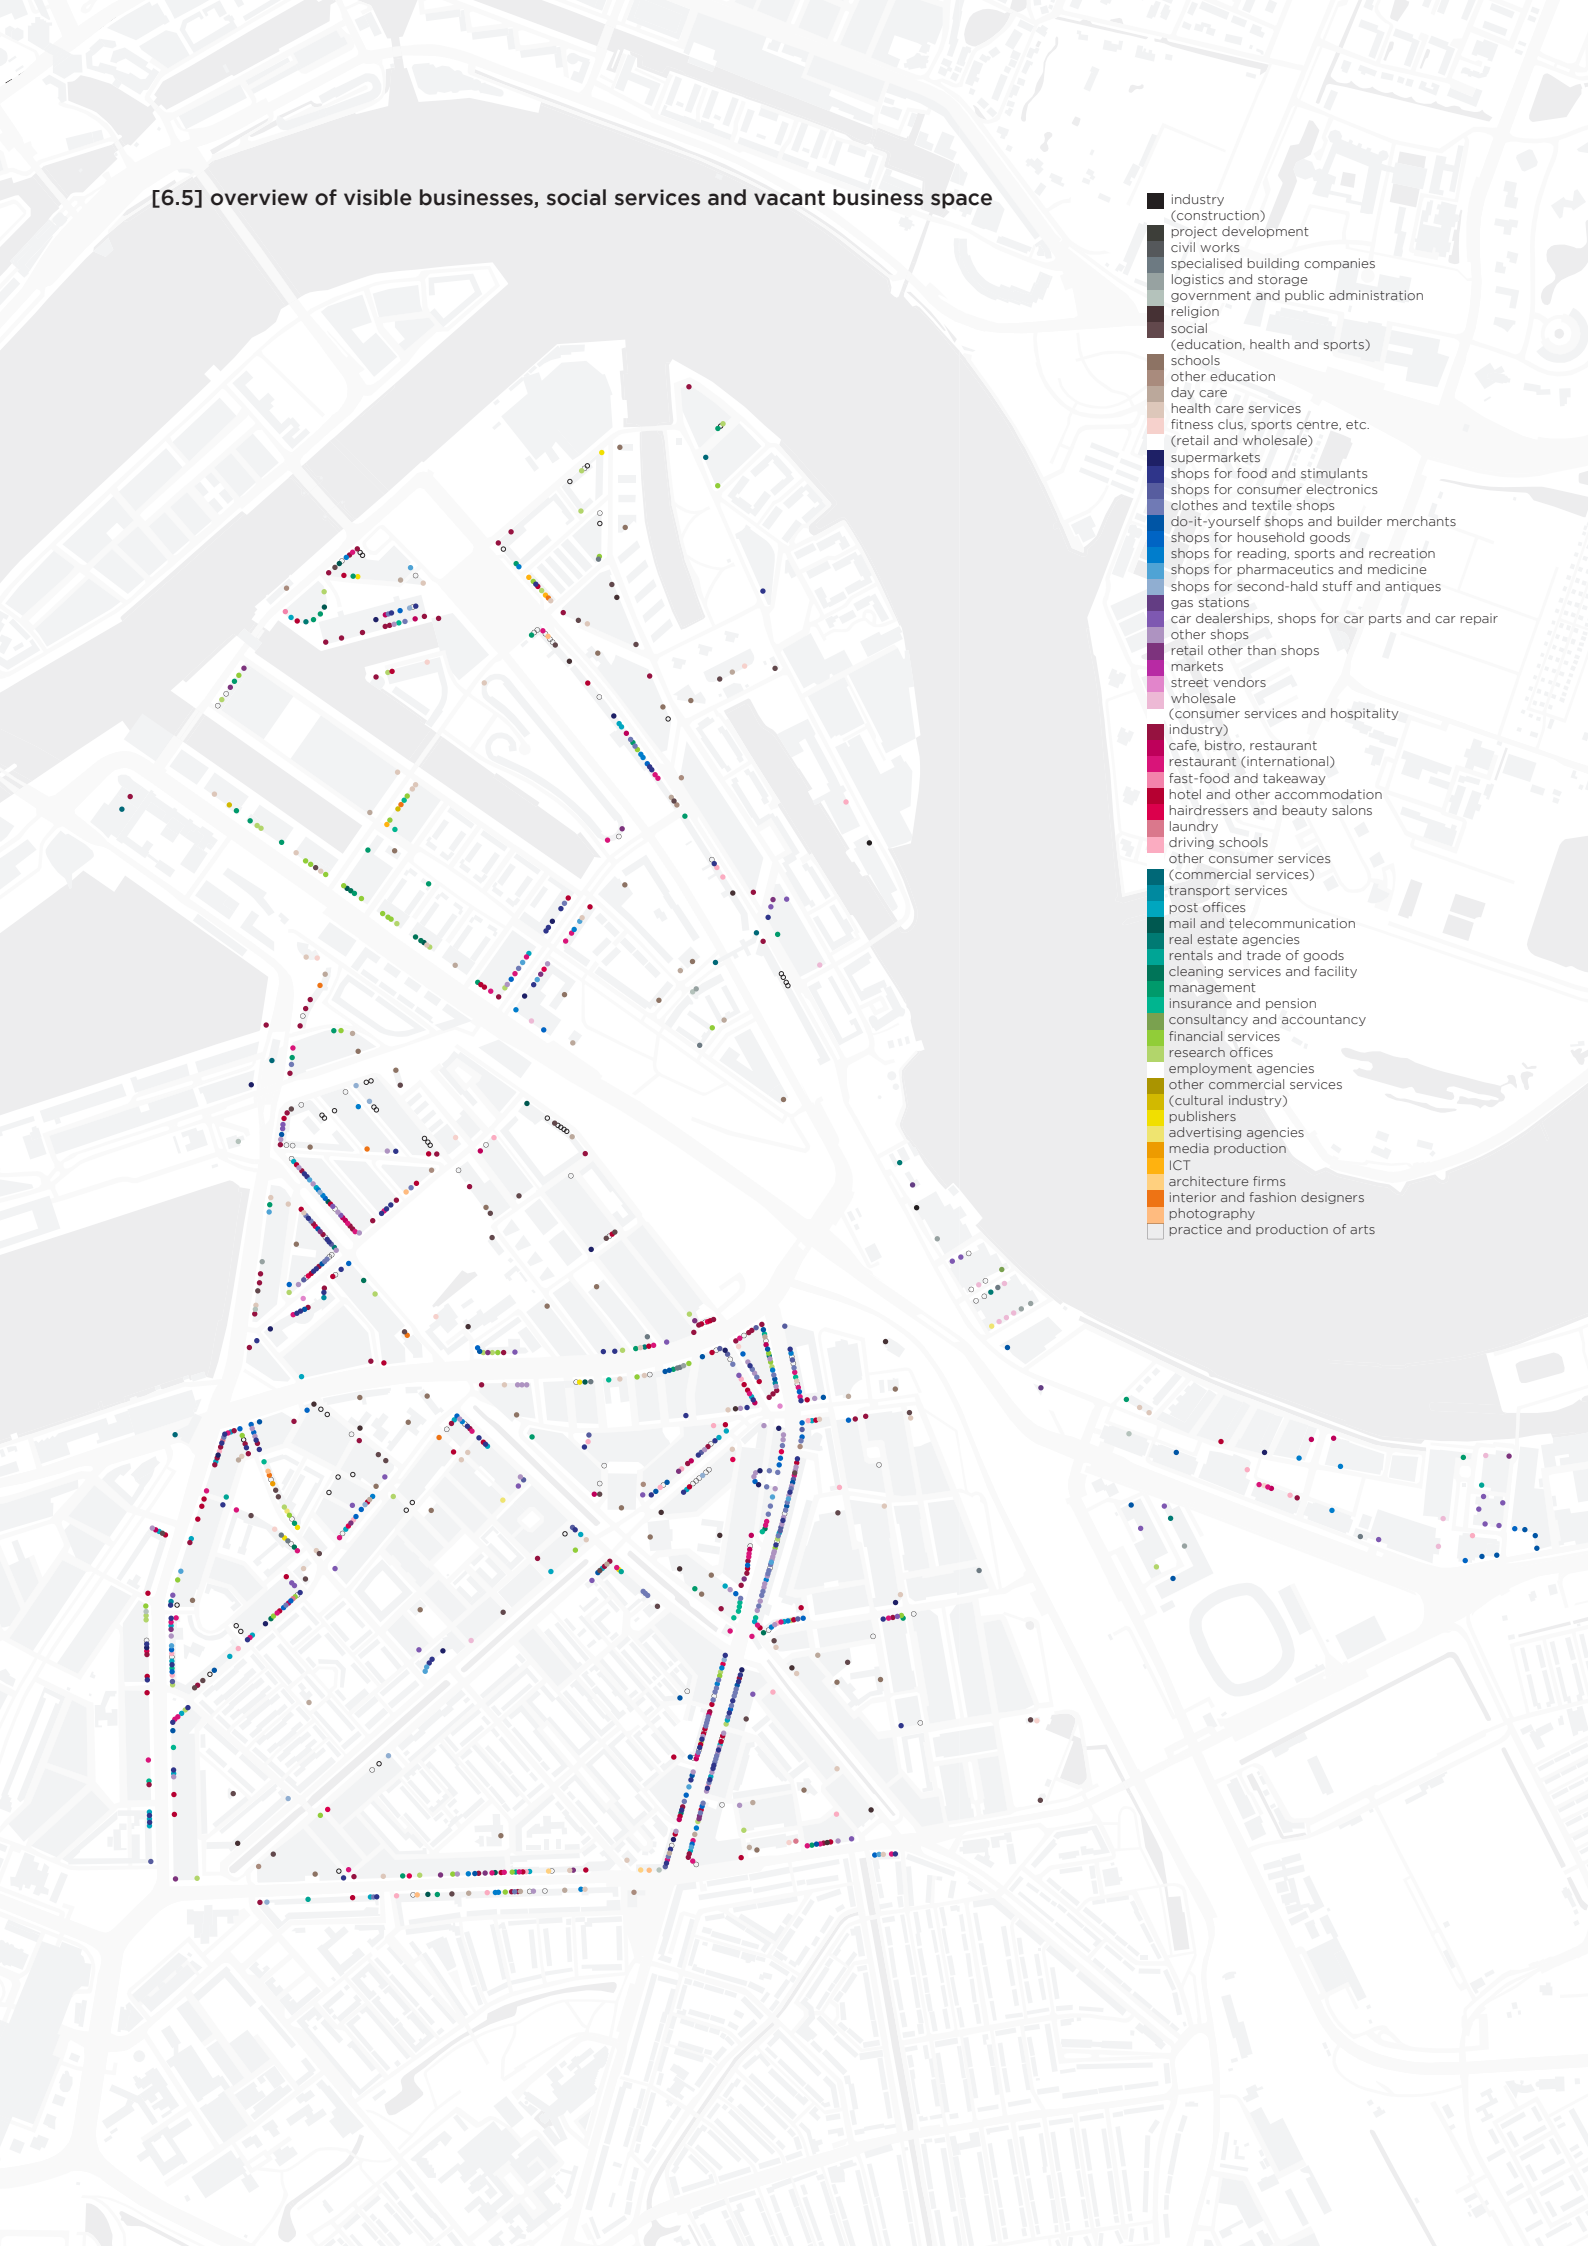 [6.5] overview of visible businesses, social services and vacant business space
industry
(construction)
project development
civil works
specialised building companies
logistics and storage
government and public administration
religion
social
(education, health and sports)
schools
other education
day care
health care services
fitness clus, sports centre, etc.
(retail and wholesale)
supermarkets
shops for food and stimulants
shops for consumer electronics
clothes and textile shops
do-it-yourself shops and builder merchants
shops for household goods
shops for reading, sports and recreation
shops for pharmaceutics and medicine
shops for second-hald stuff and antiques
gas stations
car dealerships, shops for car parts and car repair
other shops
retail other than shops
markets
street vendors
wholesale
(consumer services and hospitality
industry)
cafe, bistro, restaurant
restaurant (international)
fast-food and takeaway
hotel and other accommodation
hairdressers and beauty salons
laundry
driving schools
other consumer services
(commercial services)
transport services
post offices
mail and telecommunication
real estate agencies
rentals and trade of goods
cleaning services and facility
management
insurance and pension
consultancy and accountancy
financial services
research offices
employment agencies
other commercial services
(cultural industry)
publishers
advertising agencies
media production
ICT
architecture firms
interior and fashion designers
photography
practice and production of arts